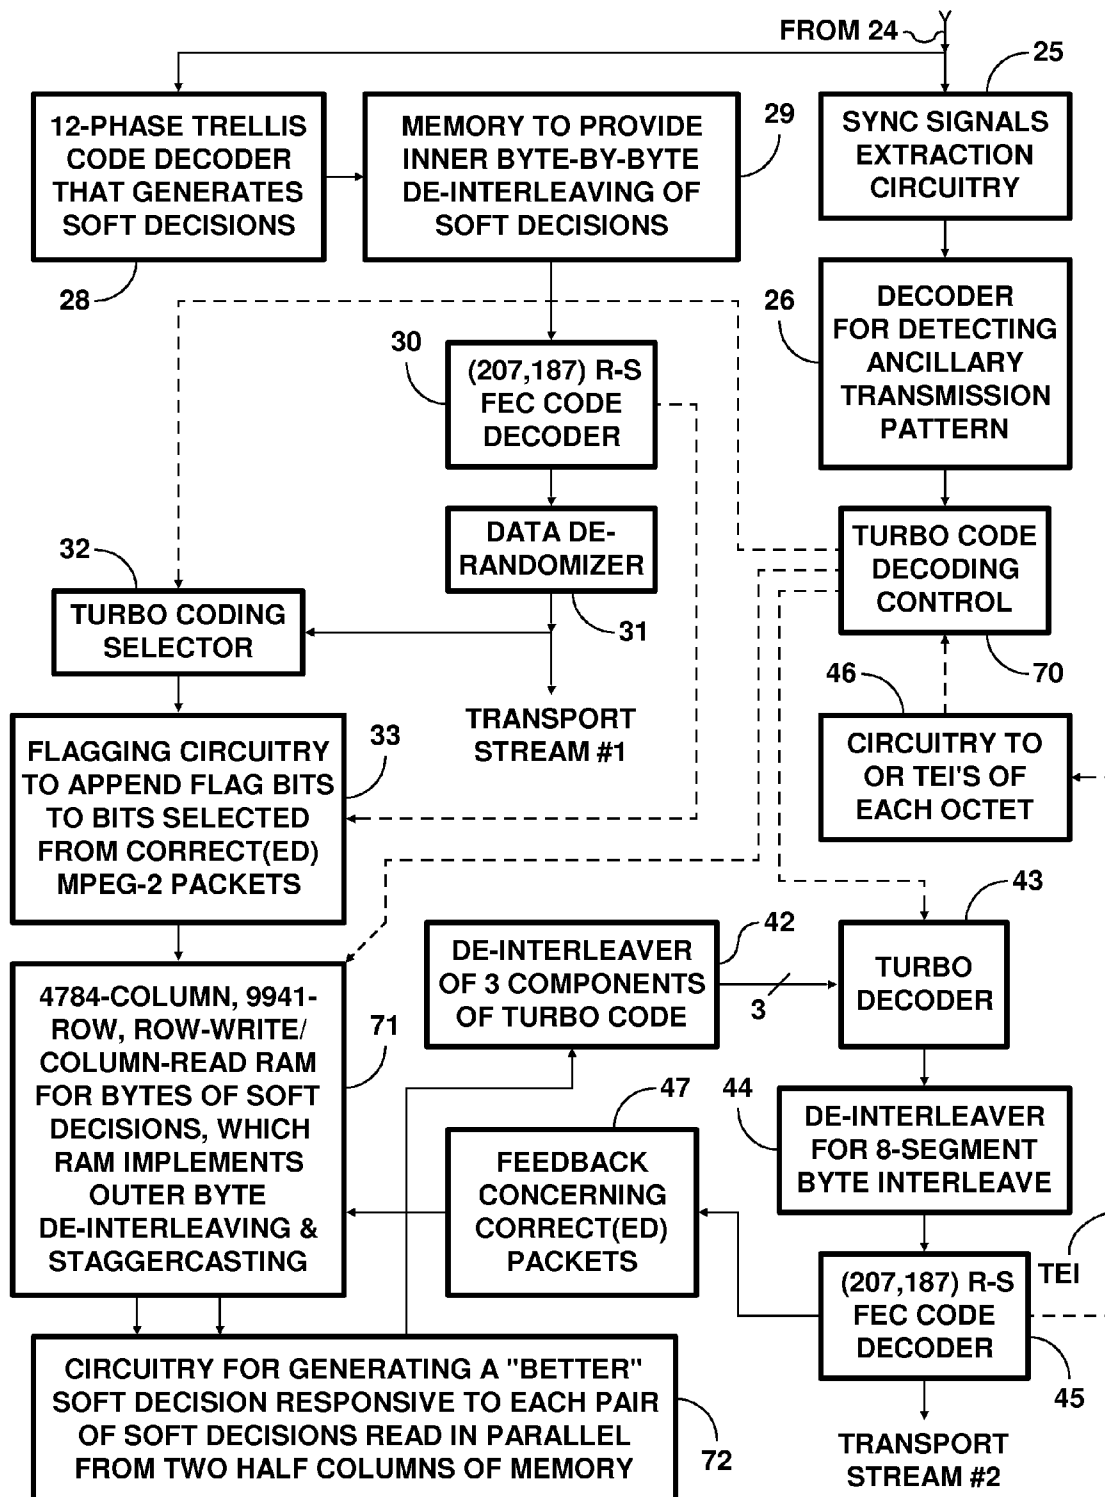 FROM 24
25
12-PHASE TRELLIS
CODE DECODER
THAT GENERATES
SOFT DECISIONS
28
MEMORY TO PROVIDE
INNER BYTE-BY-BYTE
DE-INTERLEAVING OF
SOFT DECISIONS
29
SYNC SIGNALS
EXTRACTION
CIRCUITRY
26
DECODER
FOR DETECTING
ANCILLARY
TRANSMISSION
PATTERN
30
(207,187) R-S
FEC CODE
DECODER
DATA DE-
RANDOMIZER
31
32
TURBO CODING
SELECTOR
TURBO CODE
DECODING
CONTROL
70
46
TRANSPORT
STREAM #1
33
FLAGGING CIRCUITRY
TO APPEND FLAG BITS
TO BITS SELECTED
FROM CORRECT(ED)
MPEG-2 PACKETS
CIRCUITRY TO
OR TEI'S OF
EACH OCTET
43
42
DE-INTERLEAVER
OF 3 COMPONENTS
OF TURBO CODE
3
TURBO
DECODER
4784-COLUMN, 9941-
ROW, ROW-WRITE/
COLUMN-READ RAM
FOR BYTES OF SOFT
DECISIONS, WHICH
RAM IMPLEMENTS
OUTER BYTE
DE-INTERLEAVING &
STAGGERCASTING
71
47
FEEDBACK
CONCERNING
CORRECT(ED)
PACKETS
44
DE-INTERLEAVER
FOR 8-SEGMENT
BYTE INTERLEAVE
TEI
(207,187) R-S
FEC CODE
DECODER
45
CIRCUITRY FOR GENERATING A "BETTER"
SOFT DECISION RESPONSIVE TO EACH PAIR
OF SOFT DECISIONS READ IN PARALLEL
FROM TWO HALF COLUMNS OF MEMORY
72
TRANSPORT
STREAM #2